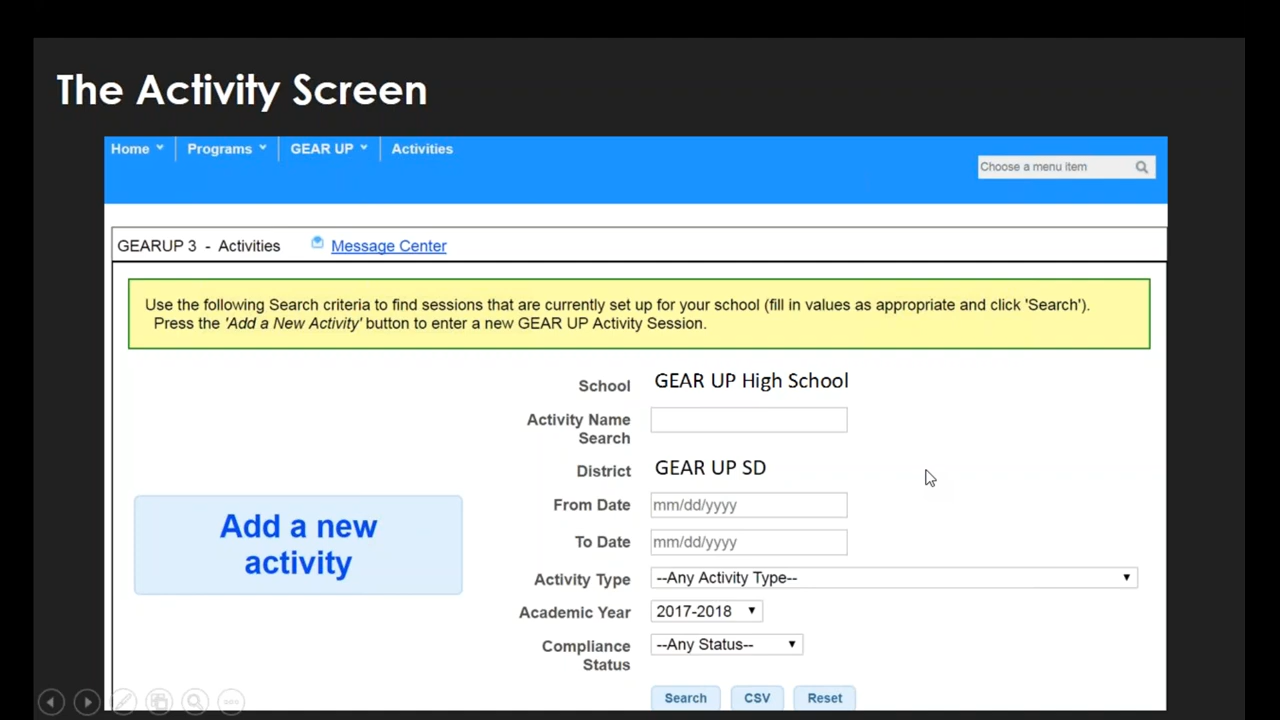 The Activity Screen
Home Programs GEAR UP Activities
Choose a menu item
GEARUP 3 - Activities Message Center
Use the following Search criteria to find sessions that are currently set up for your school (fill in values as appropriate and click 'Search').
Press the 'Add a New Activity' button to enter a new GEAR UP Activity Session.
School GEAR UP High School
Activity Name
Search
District GEAR UP SD
From Date mm/dd/yyyy
To Date mm/dd/yyyy
Add a new
activity
Activity Type --Any Activity Type--
Academic Year 2017-2018
Compliance
Status
--Any Status--
Search CSV Reset